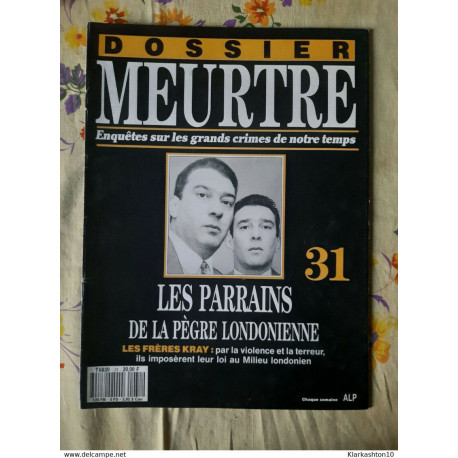 DOSSIER
MEURTRE
Enquêtes sur les grands crimes de notre temps
31
LES PARRAINS
DE LA PÈGRE LONDONIENNE
LES FRÈRES KRAY : par la violence et la terreur,
ils imposèrent leur loi au Milieu londonien
20,00 F
Chaque semaine ALP
www.delcampe.net
Klarkashton10